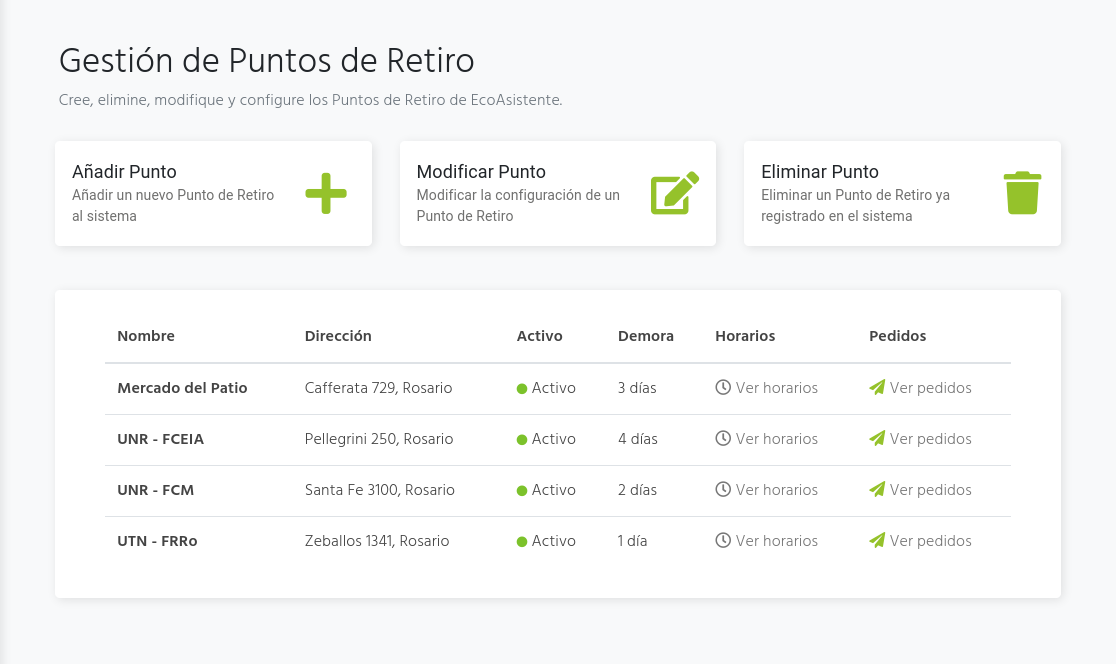 Gestión de Puntos de Retiro
Cree, elimine, modifique y configure los Puntos de Retiro de EcoAsistente.
Añadir Punto
Añadir un nuevo Punto de Retiro
al sistema
Modificar Punto
Modificar la configuración de un
Punto de Retiro
Eliminar Punto
Eliminar un Punto de Retiro ya
registrado en el sistema
Nombre Dirección Activo Demora Horarios Pedidos
Mercado del Patio Cafferata 729, Rosario Activo 3 días Ver horarios Ver pedidos
UNR - FCEIA Pellegrini 250, Rosario Activo 4 días Ver horarios Ver pedidos
UNR - FCM Santa Fe 3100, Rosario Activo 2 días Ver horarios Ver pedidos
UTN - FRRo Zeballos 1341, Rosario Activo 1 día Ver horarios Ver pedidos